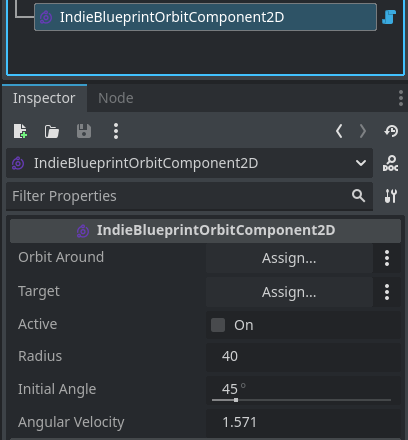 IndieBlueprintOrbitComponent2D
Inspector Node
IndieBlueprintOrbitComponent2D DOC
Filter Properties
IndieBlueprintOrbitComponent2D
Orbit Around Assign...
Target Assign...
Active On
Radius 40
Initial Angle 45 °
Angular Velocity 1.571